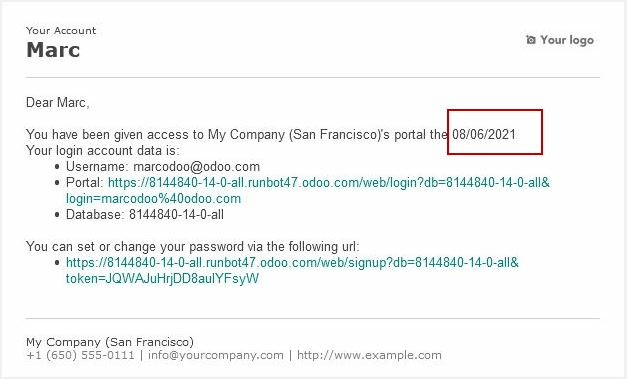 Your Account
Marc
Your logo
Dear Marc,
You have been given access to My Company (San Francisco)'s portal the 08/06/2021
Your login account data is:
• Username: marcodoo@odoo.com
• Portal: https://8144840-14-0-all.runbot47.odoo.com/web/login?db=8144840-14-0-all&
login=marcodoo%40odoo.com
• Database: 8144840-14-0-all
You can set or change your password via the following url:
• https://8144840-14-0-all.runbot47.odoo.com/web/signup?db=8144840-14-0-all&
token=JQWAJuHrjDD8aulYFsyW
My Company (San Francisco)
+1 (650) 555-0111 | info@yourcompany.com | http://www.example.com